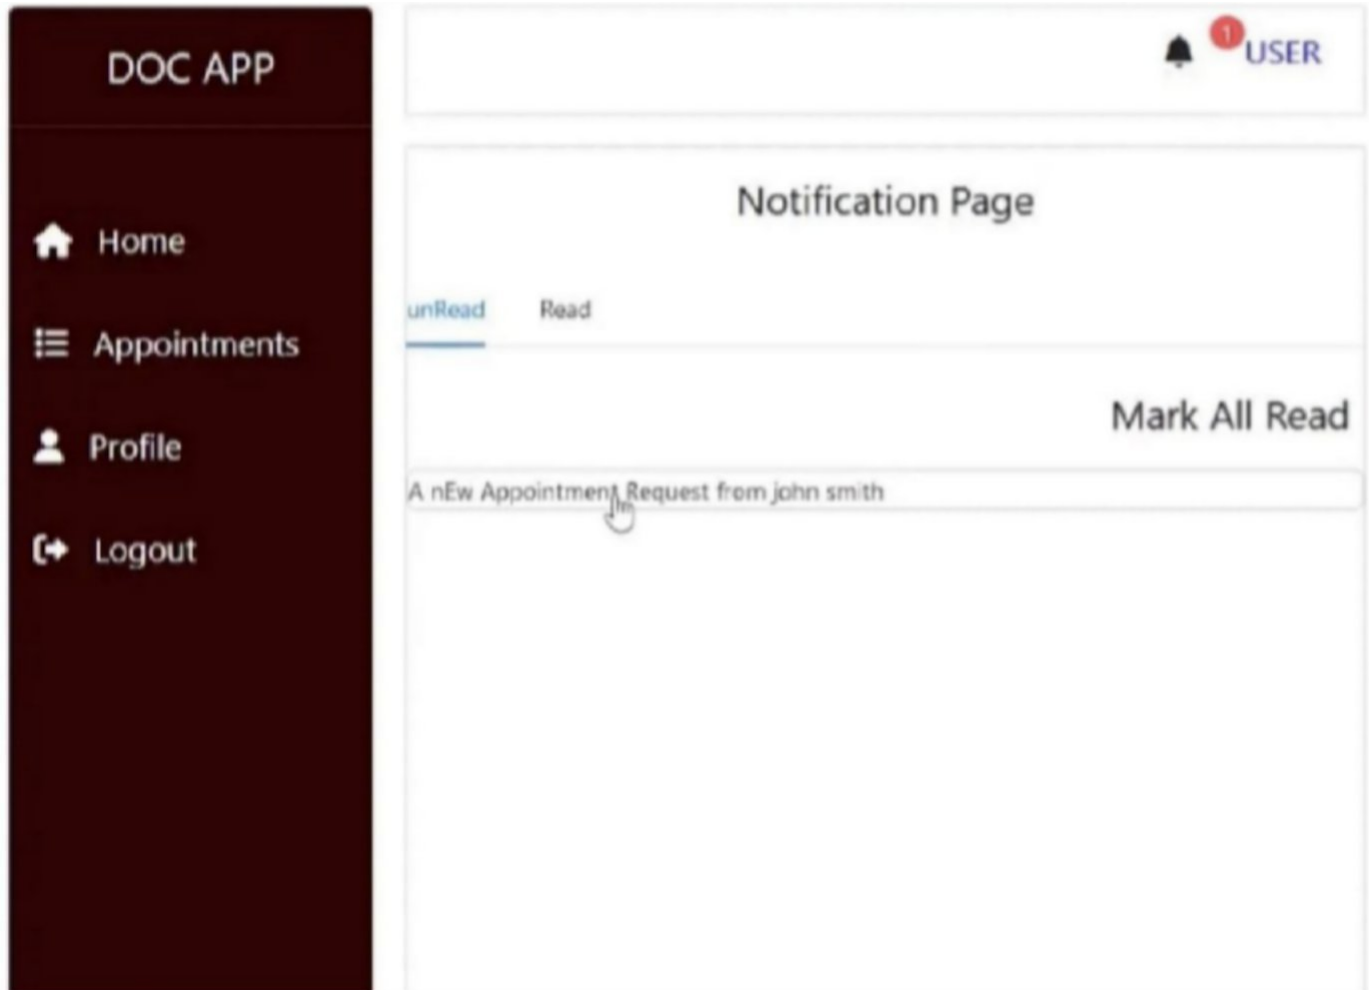 DOC APP
Home
Appointments
Profile
Logout
1
USER
Notification Page
unRead Read
Mark All Read
A nEw Appointment Request from john smith